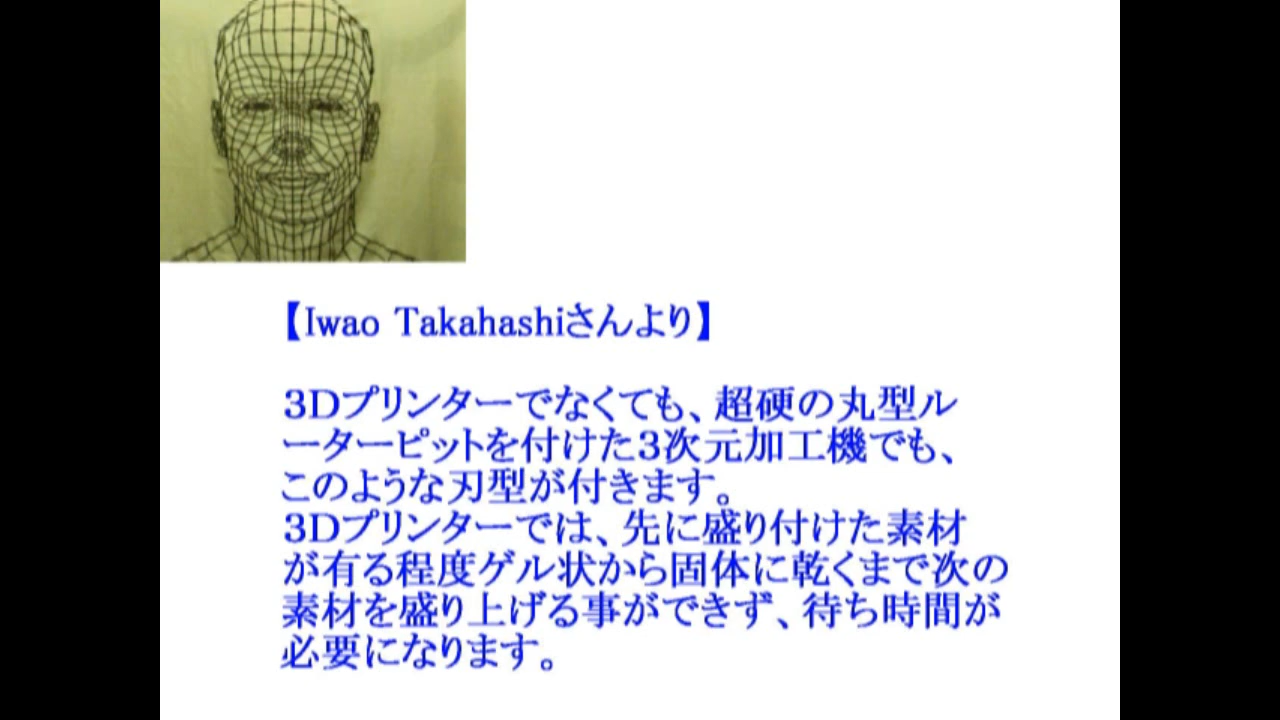 【Iwao Takahashiさんより】
３Dプリンターでなくても、超硬の丸型ル
ーターピットを付けた３次元加工機でも、
このような刃型が付きます。
３Dプリンターでは、先に盛り付けた素材
が有る程度ゲル状から固体に乾くまで次の
素材を盛り上げる事ができず、待ち時間が
必要になります。